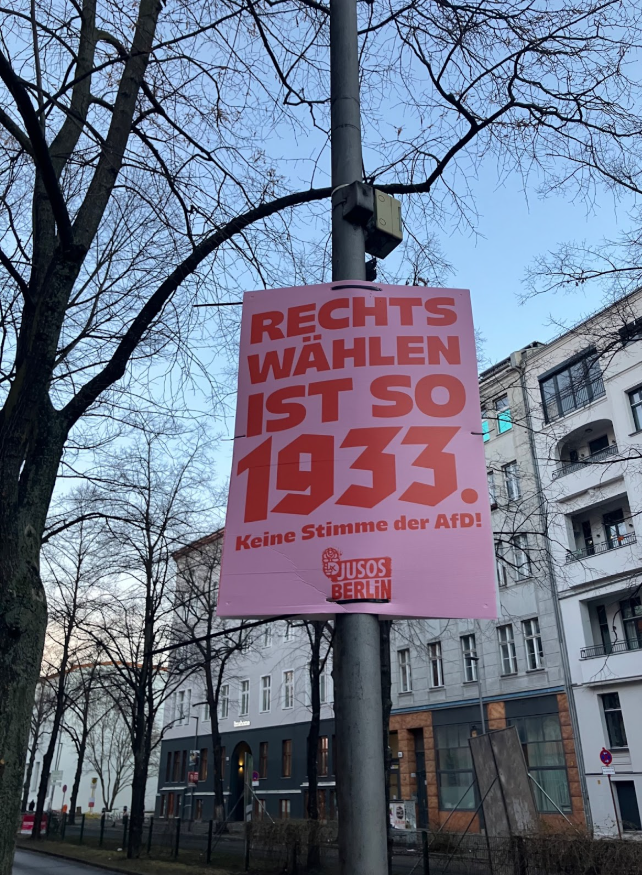 RECHTS
WÄHLEN
IST SO
1933.
Keine Stimme der AfD!
JUSOS
BERLIN